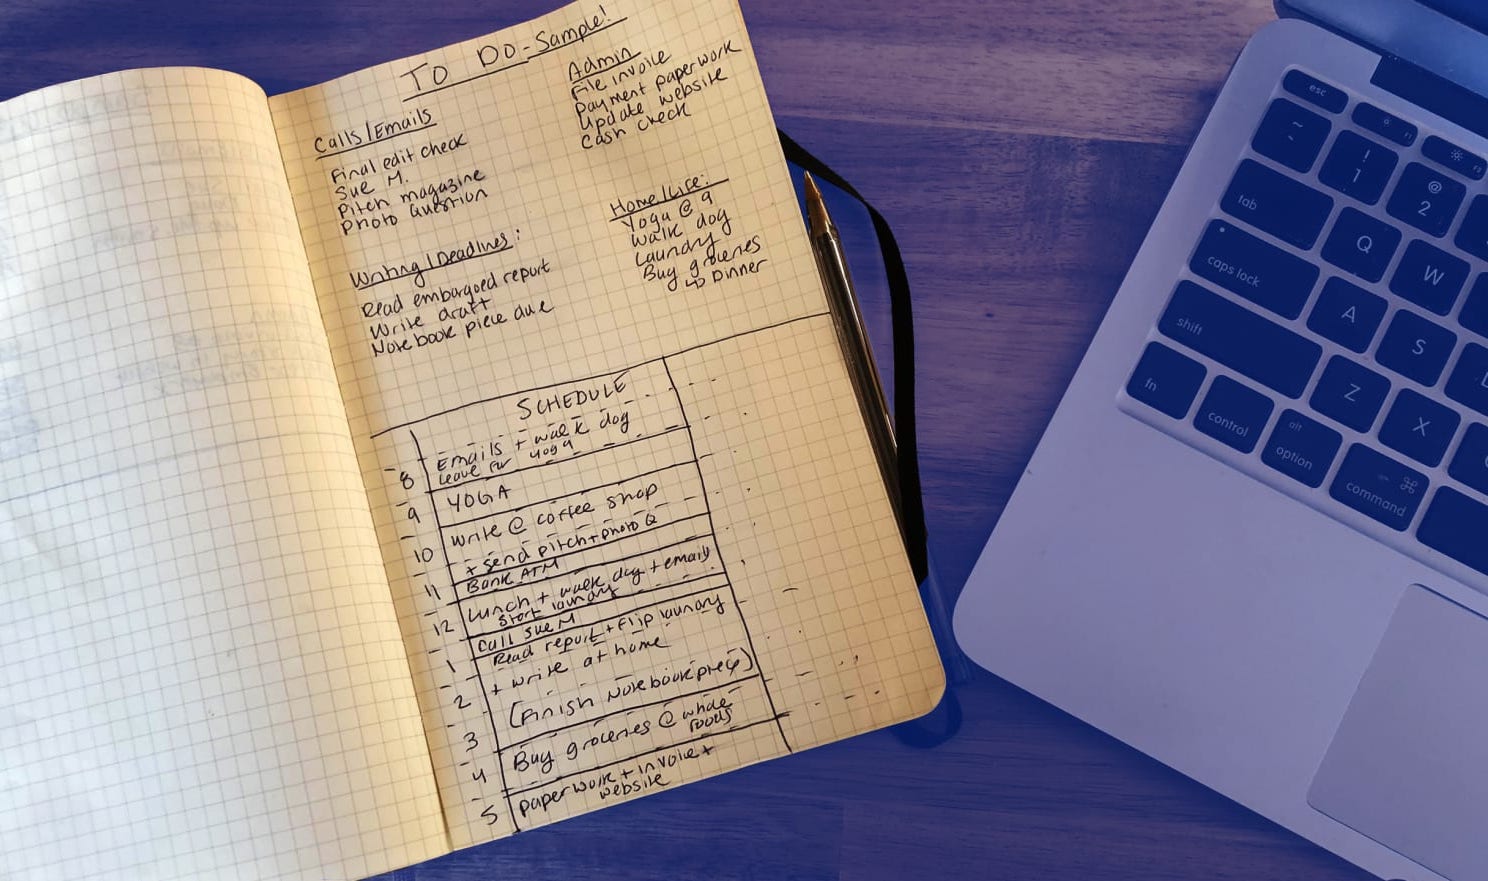 TO DO - Sample!
Calls/Emails
Final edit check
Sue M.
Pitch magazine
Photo Question
Writing/Deadlines:
Read embargoed report
Write draft
Notebook piece due
Admin
File invoice
Payment paperwork
Update website
Cash check
Home/Life:
Yoga @ 9
Walk dog
Laundry
Buy groceries
↳ Dinner
SCHEDULE
8 Emails + walk dog
leave for yoga
9 YOGA
10 write @ coffee shop
+ send pitch + photo Q
11 Bank ATM
12 Lunch + walk dog + email
start laundry
Call Sue M
1 Read report + flip laundry
2 + write at home
3 (Finish Notebook piece)
4 Buy groceries @ whole
foods
5 paperwork + invoice +
website
esc
F1
F2
~
`
!
1
@
2
tab
Q
W
caps lock
A
S
shift
Z
X
fn
control
alt
option
⌘
command